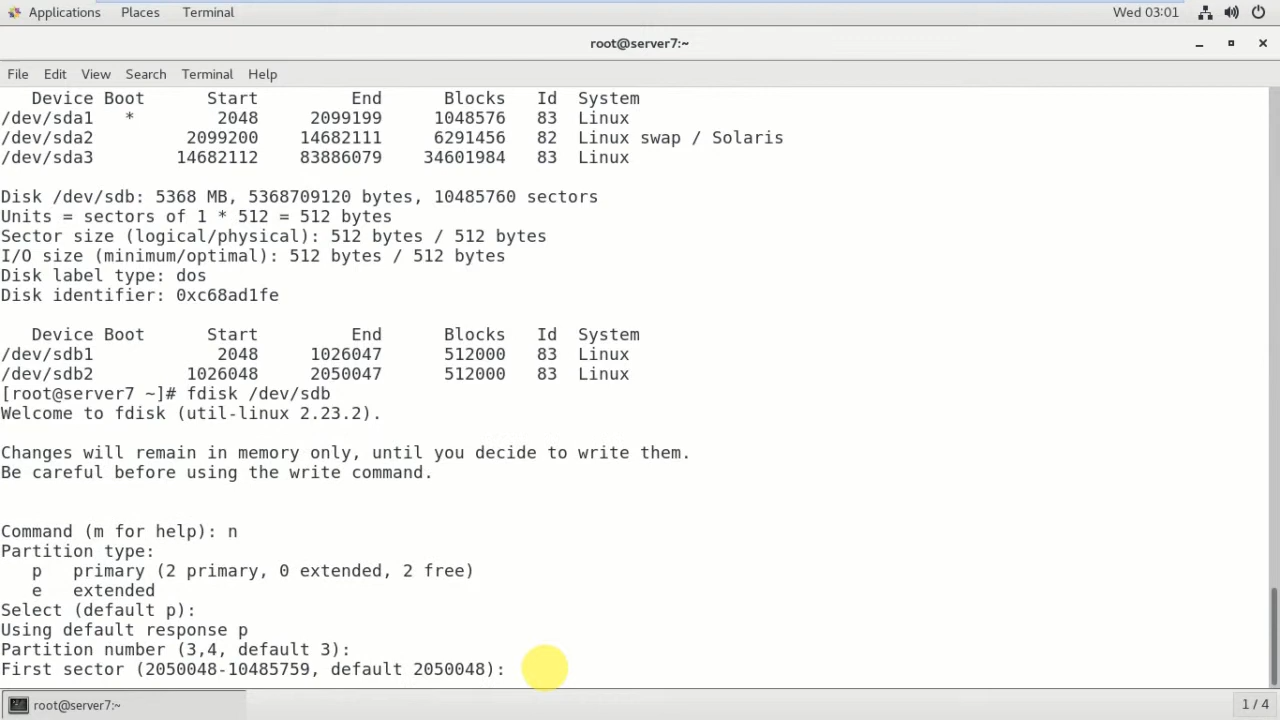 Applications Places Terminal Wed 03:01
root@server7:~
File Edit View Search Terminal Help
   Device Boot      Start         End      Blocks   Id  System
/dev/sda1   *        2048     2099199     1048576   83  Linux
/dev/sda2         2099200    14682111     6291456   82  Linux swap / Solaris
/dev/sda3        14682112    83886079    34601984   83  Linux

Disk /dev/sdb: 5368 MB, 5368709120 bytes, 10485760 sectors
Units = sectors of 1 * 512 = 512 bytes
Sector size (logical/physical): 512 bytes / 512 bytes
I/O size (minimum/optimal): 512 bytes / 512 bytes
Disk label type: dos
Disk identifier: 0xc68ad1fe

   Device Boot      Start         End      Blocks   Id  System
/dev/sdb1            2048     1026047      512000   83  Linux
/dev/sdb2         1026048     2050047      512000   83  Linux
[root@server7 ~]# fdisk /dev/sdb
Welcome to fdisk (util-linux 2.23.2).

Changes will remain in memory only, until you decide to write them.
Be careful before using the write command.


Command (m for help): n
Partition type:
   p   primary (2 primary, 0 extended, 2 free)
   e   extended
Select (default p):
Using default response p
Partition number (3,4, default 3):
First sector (2050048-10485759, default 2050048):
root@server7:~ 1 / 4